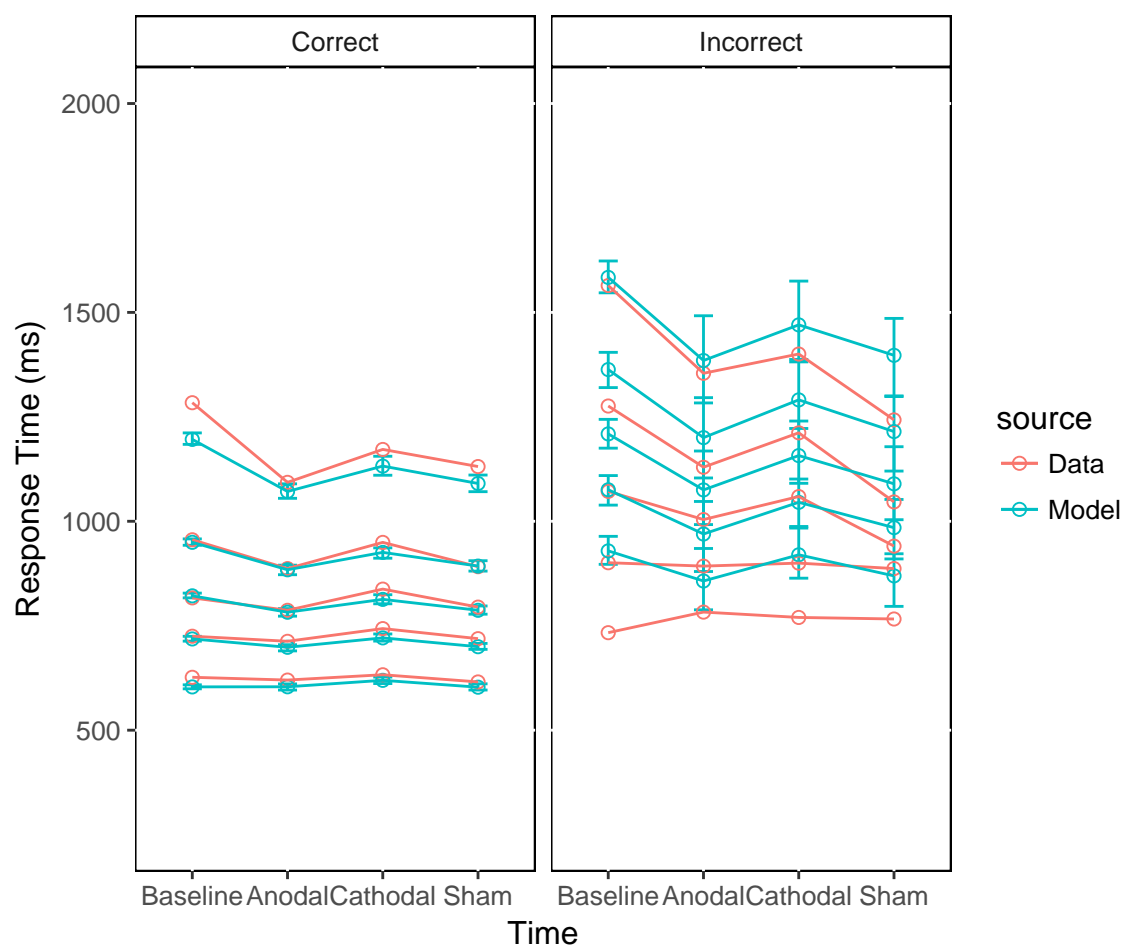 Correct
Incorrect
2000
1500
1000
500
Response Time (ms)
Baseline Anodal Cathodal Sham
Baseline Anodal Cathodal Sham
Time
source
Data
Model